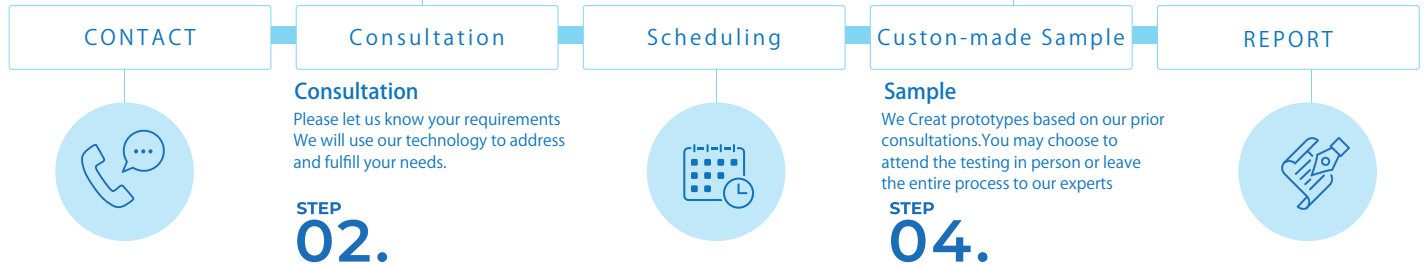 CONTACT
Consultation
Scheduling
Custon-made Sample
REPORT
Consultation
Please let us know your requirements
We will use our technology to address
and fulfill your needs.
STEP
02.
Sample
We Creat prototypes based on our prior
consultations.You may choose to
attend the testing in person or leave
the entire process to our experts
STEP
04.